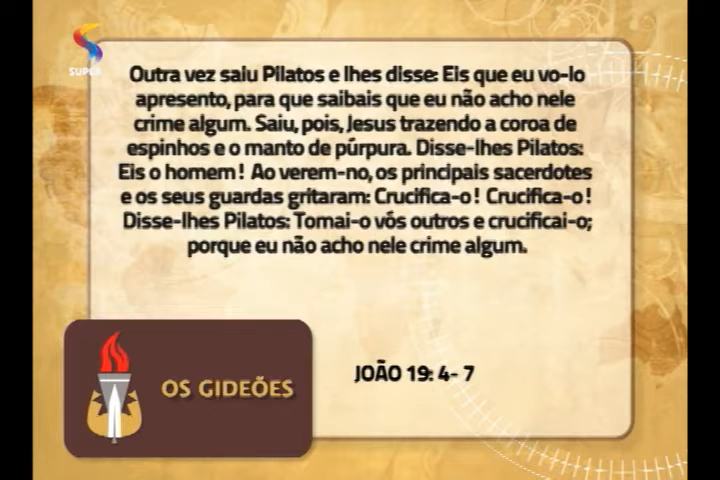 SUPER
Outra vez saiu Pilatos e lhes disse: Eis que eu vo-lo
apresento, para que saibais que eu não acho nele
crime algum. Saiu, pois, Jesus trazendo a coroa de
espinhos e o manto de púrpura. Disse-lhes Pilatos:
Eis o homem! Ao verem-no, os principais sacerdotes
e os seus guardas gritaram: Crucifica-o! Crucifica-o!
Disse-lhes Pilatos: Tomai-o vós outros e crucificai-o;
porque eu não acho nele crime algum.
OS GIDEÕES
JOÃO 19: 4- 7